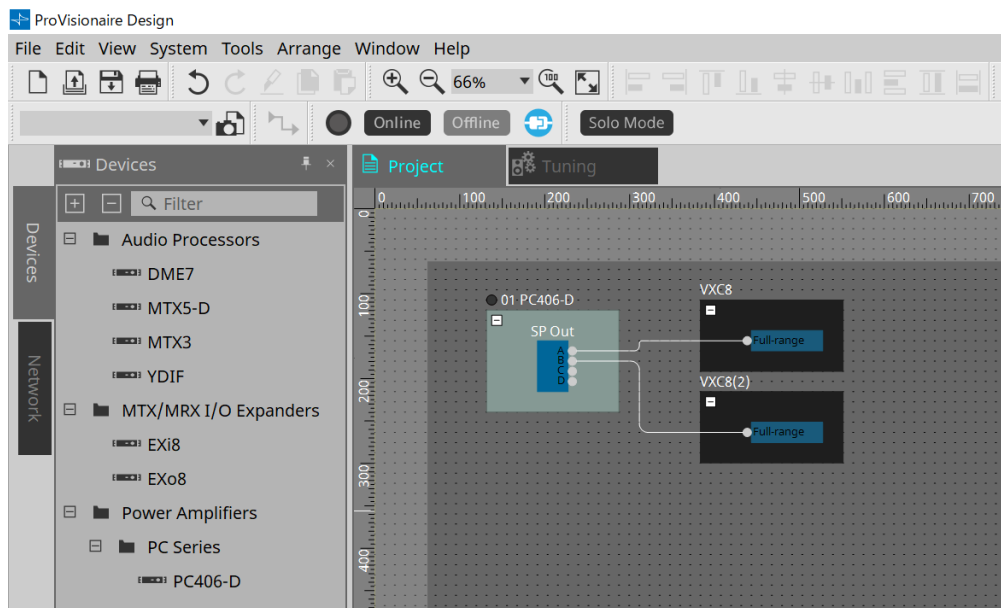 ProVisionaire Design
File Edit View System Tools Arrange Window Help
66% 100
Online Offline Solo Mode
Devices
Project
Tuning
Filter
Devices
Network
Audio Processors
DME7
MTX5-D
MTX3
YDIF
MTX/MRX I/O Expanders
EXi8
EXo8
Power Amplifiers
PC Series
PC406-D
0 100 200 300 400 500 600 700
0
100
200
300
400
01 PC406-D
SP Out
A
B
C
D
VXC8
Full-range
VXC8(2)
Full-range